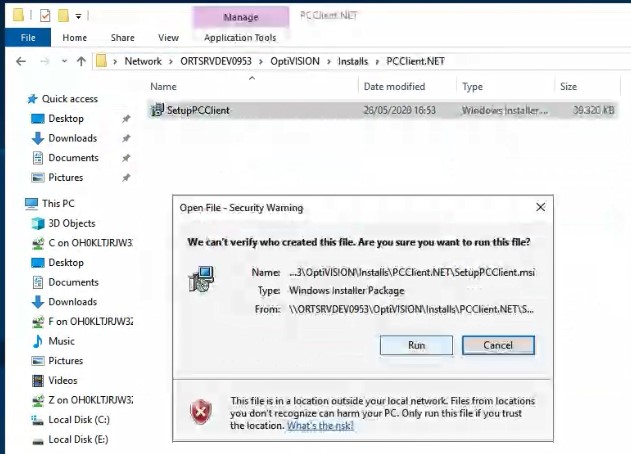 Manage
PCClient.NET
File
Home
Share
View
Application Tools
Network > ORTSRVDEV0953 > OptiVISION > Installs > PCClient.NET
Name
Date modified
Type
Size
SetupPCClient
26/05/2020 16:53
Windows Installer...
39.320 KB
Quick access
Desktop
Downloads
Documents
Pictures
This PC
3D Objects
C on OH0KLTJRJW32
Desktop
Documents
Downloads
F on OH0KLTJRJW32
Music
Pictures
Videos
Z on OH0KLTJRJW32
Local Disk (C:)
Local Disk (E:)
Open File - Security Warning
We can't verify who created this file. Are you sure you want to run this file?
Name: ...3\OptiVISION\Installs\PCClient.NET\SetupPCClient.msi
Type: Windows Installer Package
From: \\ORTSRVDEV0953\OptiVISION\Installs\PCClient.NET\S...
Run
Cancel
This file is in a location outside your local network. Files from locations
you don't recognize can harm your PC. Only run this file if you trust
the location. What's the risk?